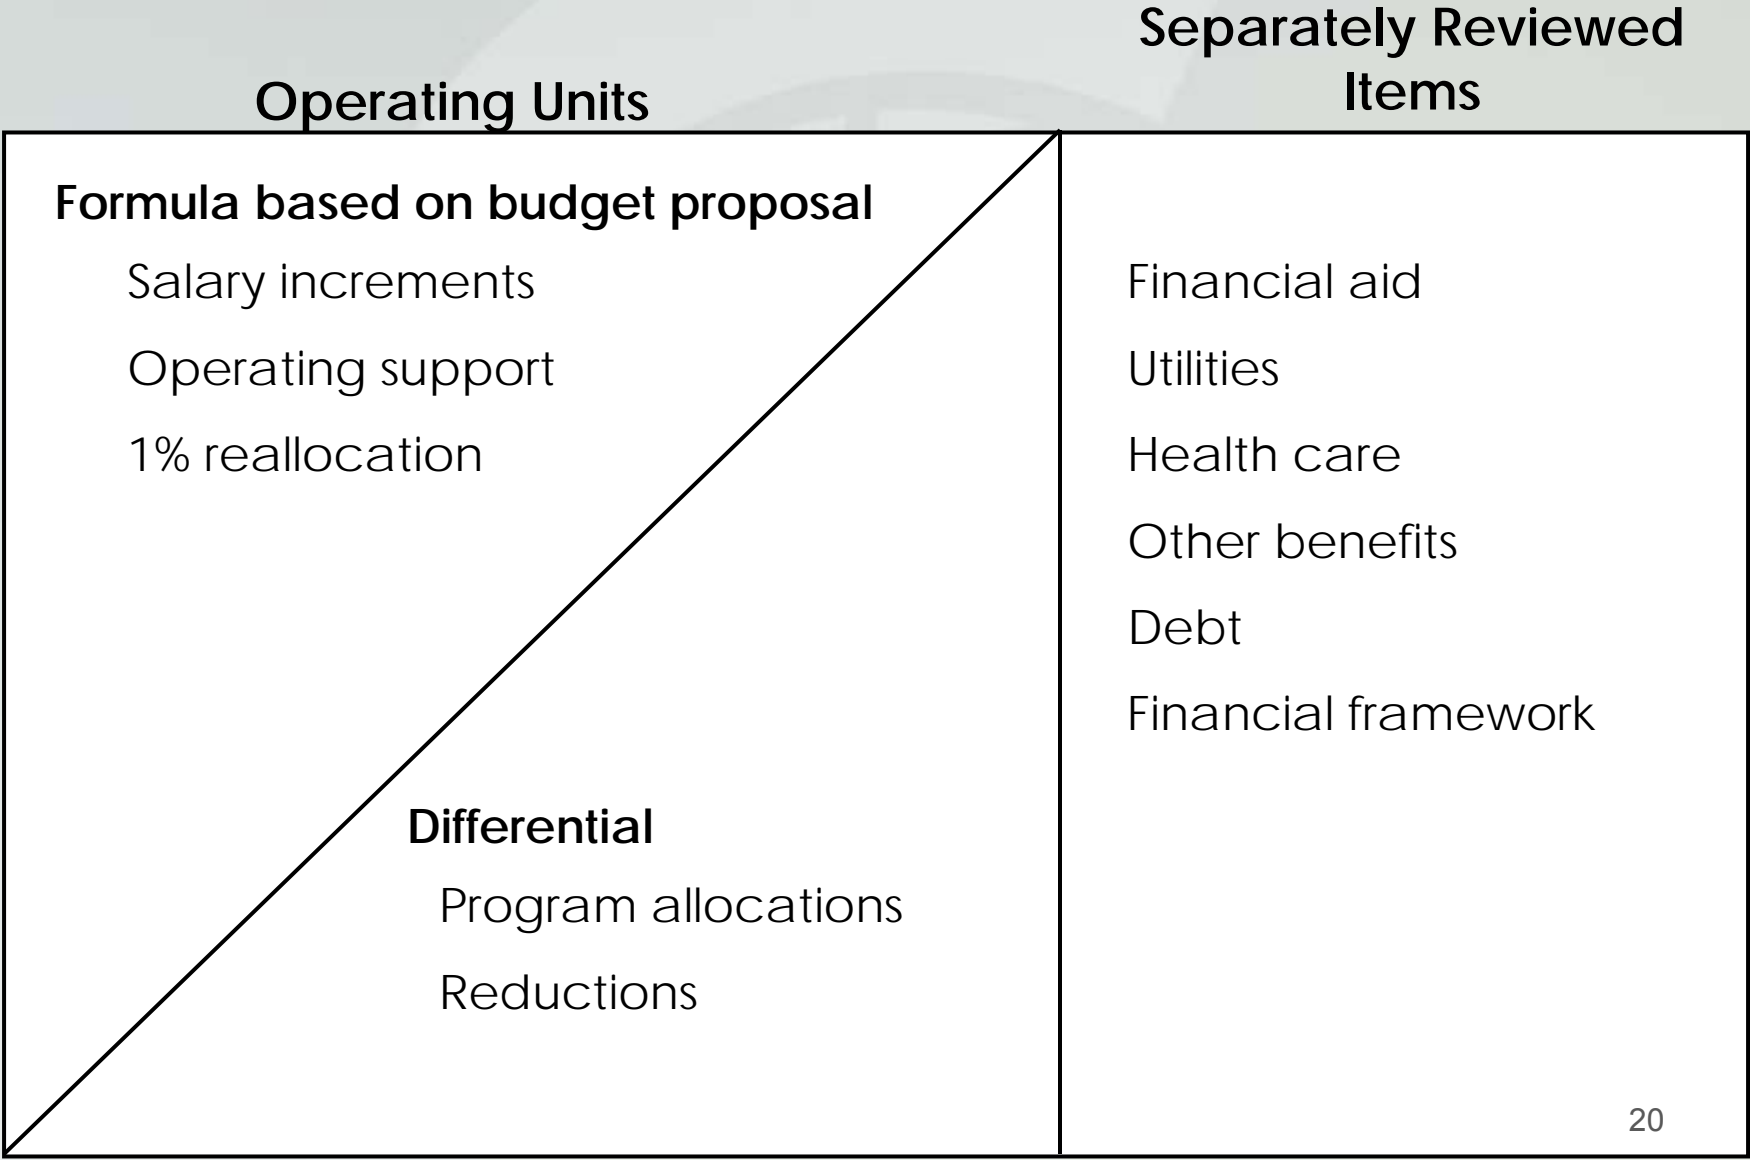 Operating Units
Separately Reviewed
Items
Formula based on budget proposal
Salary increments
Operating support
1% reallocation
Differential
Program allocations
Reductions
Financial aid
Utilities
Health care
Other benefits
Debt
Financial framework
20